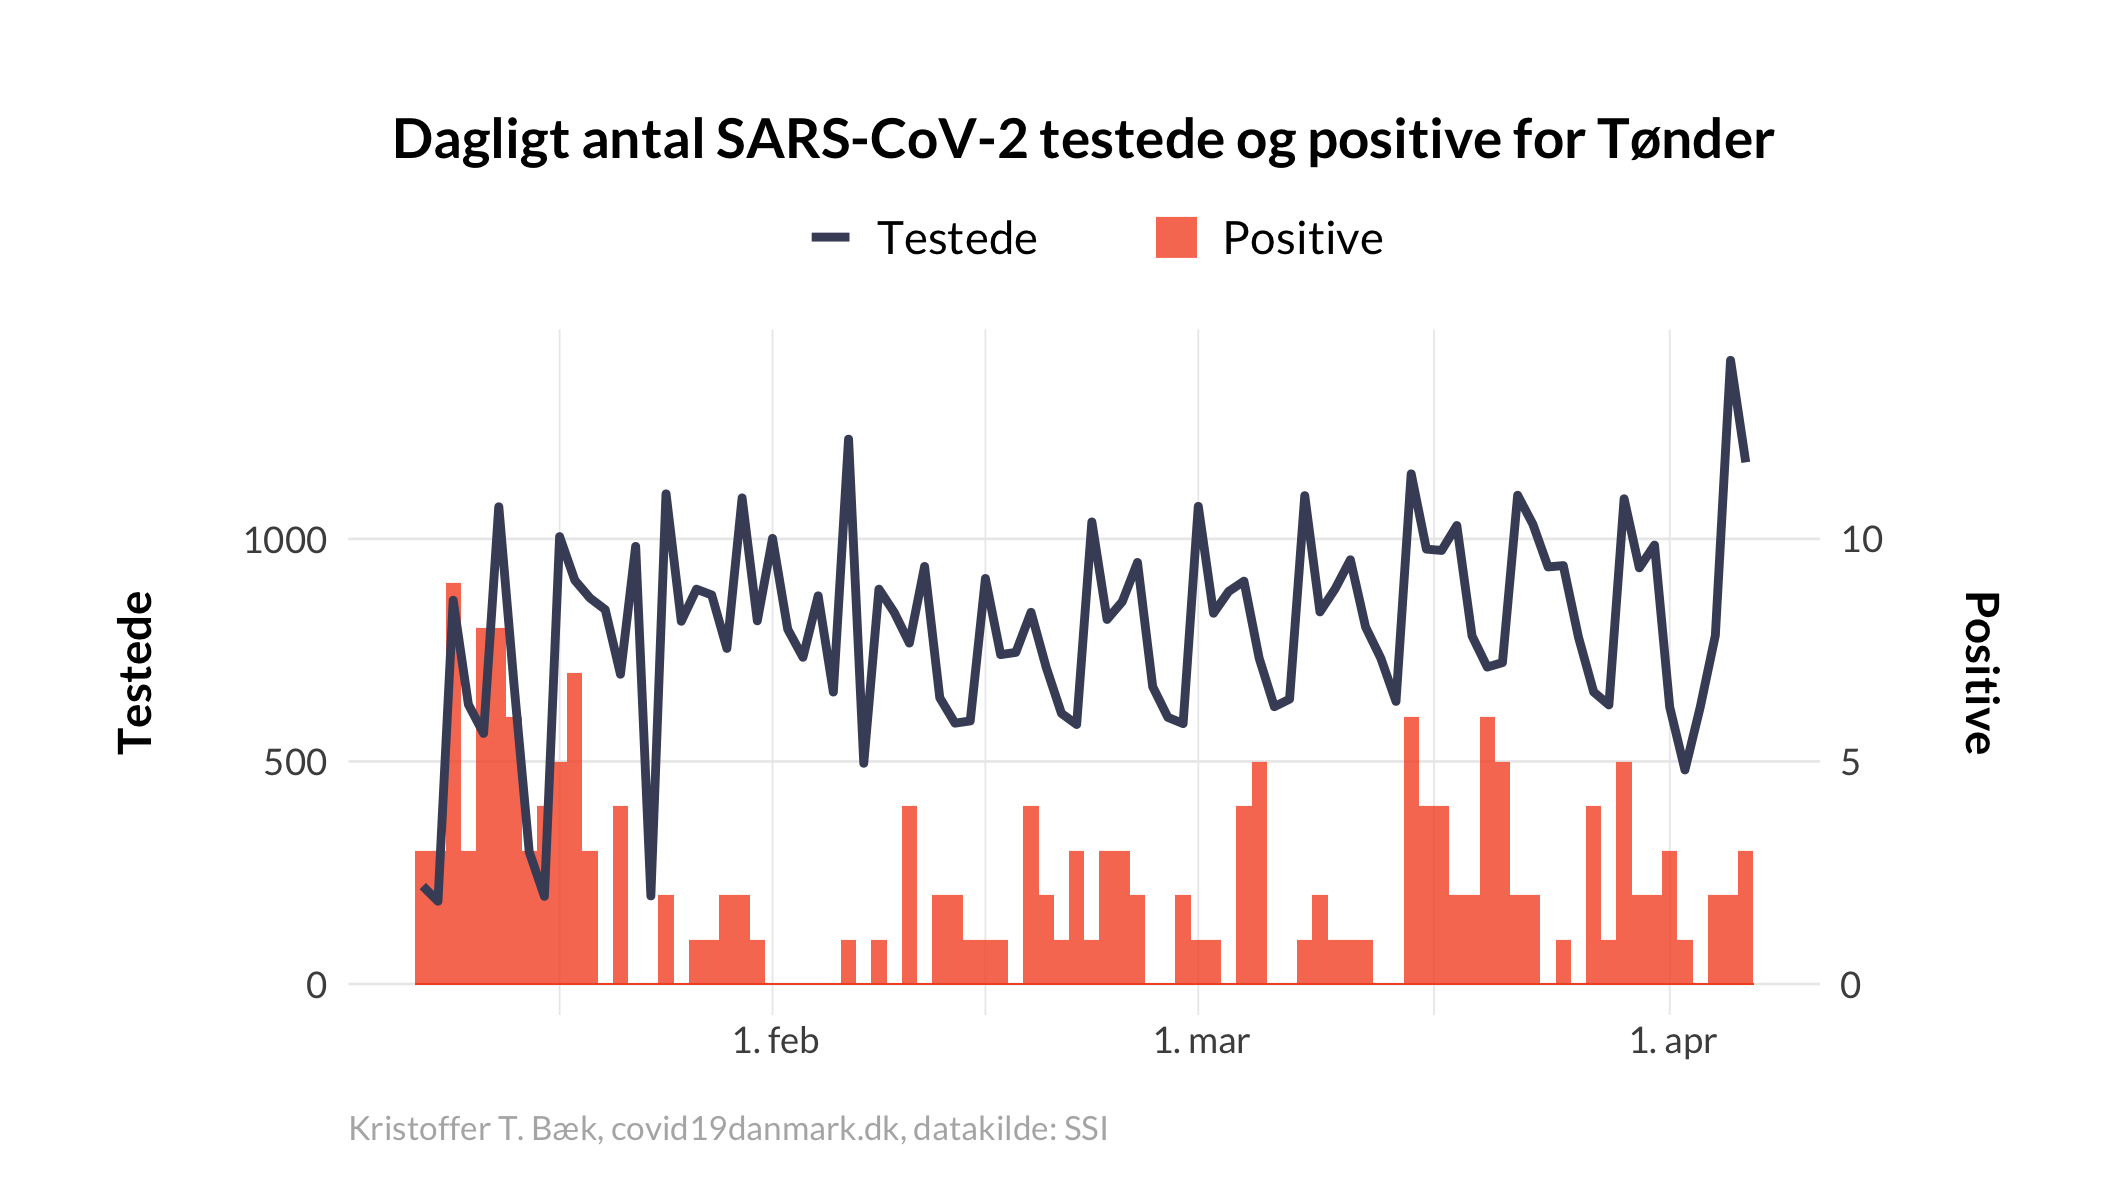 Dagligt antal SARS-CoV-2 testede og positive for Tønder
Testede Positive
Testede
Positive
1000
500
0
10
5
0
1. feb 1. mar 1. apr
Kristoffer T. Bæk, covid19danmark.dk, datakilde: SSI